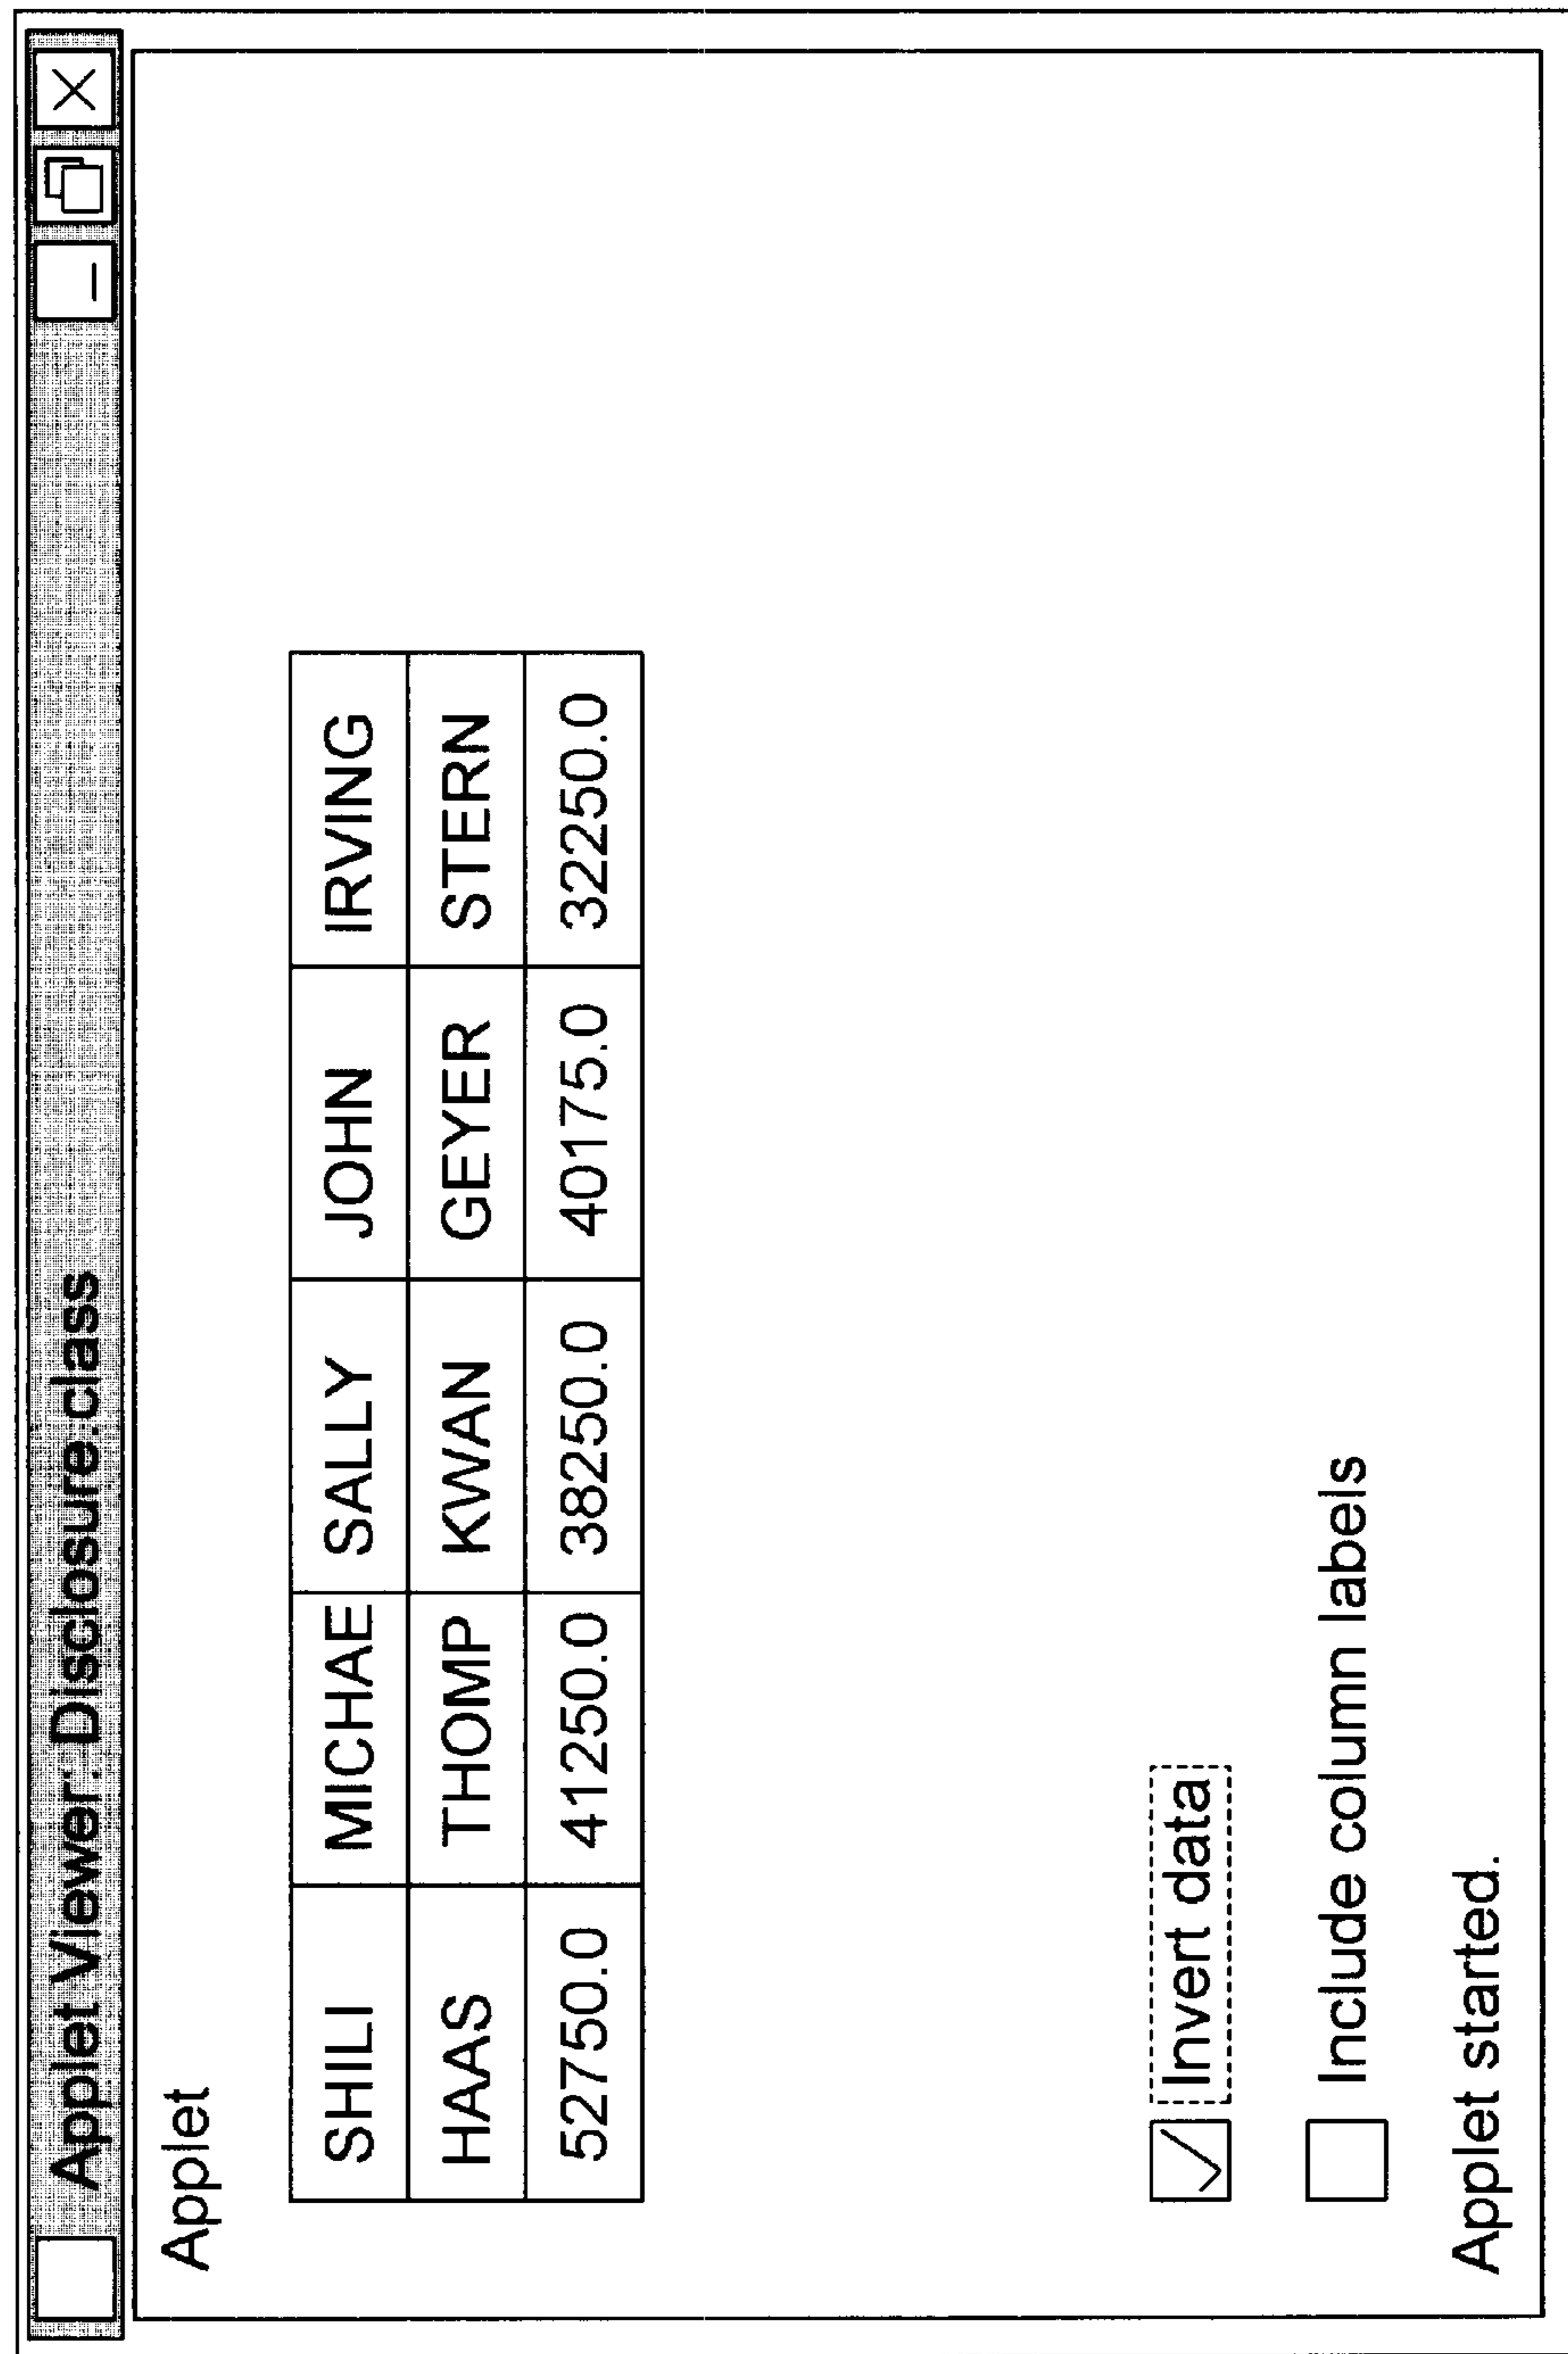 Applet Viewer: Disclosure.class
Applet
SHILI MICHAE SALLY JOHN IRVING
HAAS THOMP KWAN GEYER STERN
52750.0 41250.0 38250.0 40175.0 32250.0
Invert data
Include column labels
Applet started.